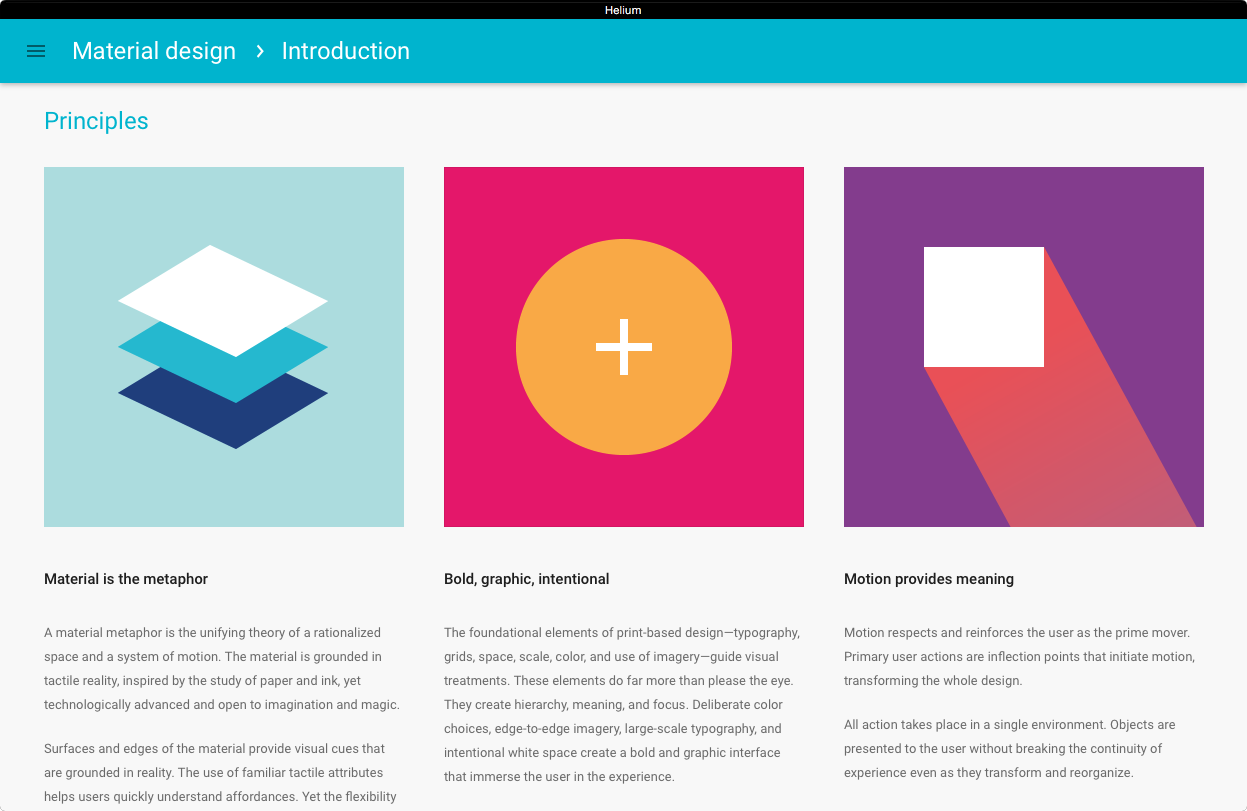 Helium
Material design › Introduction
Principles
Material is the metaphor
A material metaphor is the unifying theory of a rationalized
space and a system of motion. The material is grounded in
tactile reality, inspired by the study of paper and ink, yet
technologically advanced and open to imagination and magic.
Surfaces and edges of the material provide visual cues that
are grounded in reality. The use of familiar tactile attributes
helps users quickly understand affordances. Yet the flexibility
Bold, graphic, intentional
The foundational elements of print-based design—typography,
grids, space, scale, color, and use of imagery—guide visual
treatments. These elements do far more than please the eye.
They create hierarchy, meaning, and focus. Deliberate color
choices, edge-to-edge imagery, large-scale typography, and
intentional white space create a bold and graphic interface
that immerse the user in the experience.
Motion provides meaning
Motion respects and reinforces the user as the prime mover.
Primary user actions are inflection points that initiate motion,
transforming the whole design.
All action takes place in a single environment. Objects are
presented to the user without breaking the continuity of
experience even as they transform and reorganize.